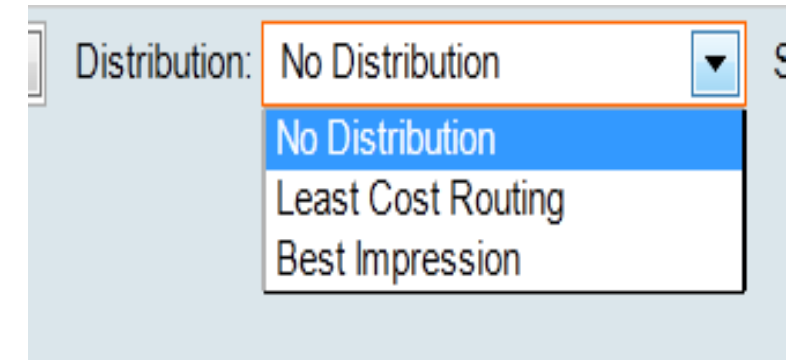 Distribution: No Distribution S
No Distribution
Least Cost Routing
Best Impression